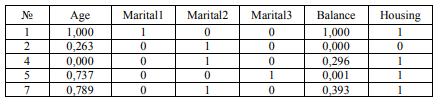 № Age Marital1 Marital2 Marital3 Balance Housing
1 1,000 1 0 0 1,000 1
2 0,263 0 1 0 0,000 0
4 0,000 0 1 0 0,296 1
5 0,737 0 0 1 0,001 1
7 0,789 0 1 0 0,393 1